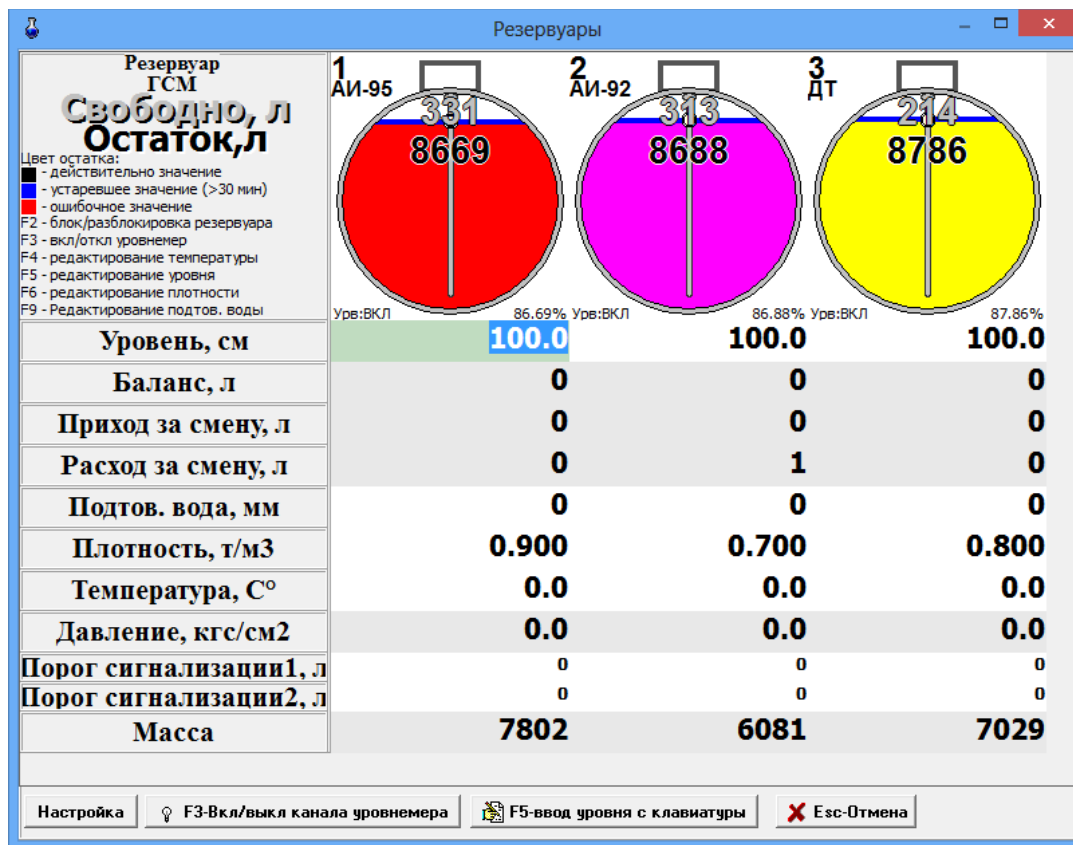 Резервуары
Резервуар
ГСМ
Свободно, л
Остаток,л
Цвет остатка:
- действительно значение
- устаревшее значение (>30 мин)
- ошибочное значение
F2 - блок/разблокировка резервуара
F3 - вкл/откл уровнемер
F4 - редактирование температуры
F5 - редактирование уровня
F6 - редактирование плотности
F9 - Редактирование подтов. воды
1
АИ-95
331
8669
Урв:ВКЛ 86.69%
2
АИ-92
313
8688
Урв:ВКЛ 86.88%
3
ДТ
214
8786
Урв:ВКЛ 87.86%
Уровень, см 100.0 100.0 100.0
Баланс, л 0 0 0
Приход за смену, л 0 0 0
Расход за смену, л 0 1 0
Подтов. вода, мм 0 0 0
Плотность, т/м3 0.900 0.700 0.800
Температура, С° 0.0 0.0 0.0
Давление, кгс/см2 0.0 0.0 0.0
Порог сигнализации1, л 0 0 0
Порог сигнализации2, л 0 0 0
Масса 7802 6081 7029
Настройка F3-Вкл/выкл канала уровнемера F5-ввод уровня с клавиатуры Esc-Отмена